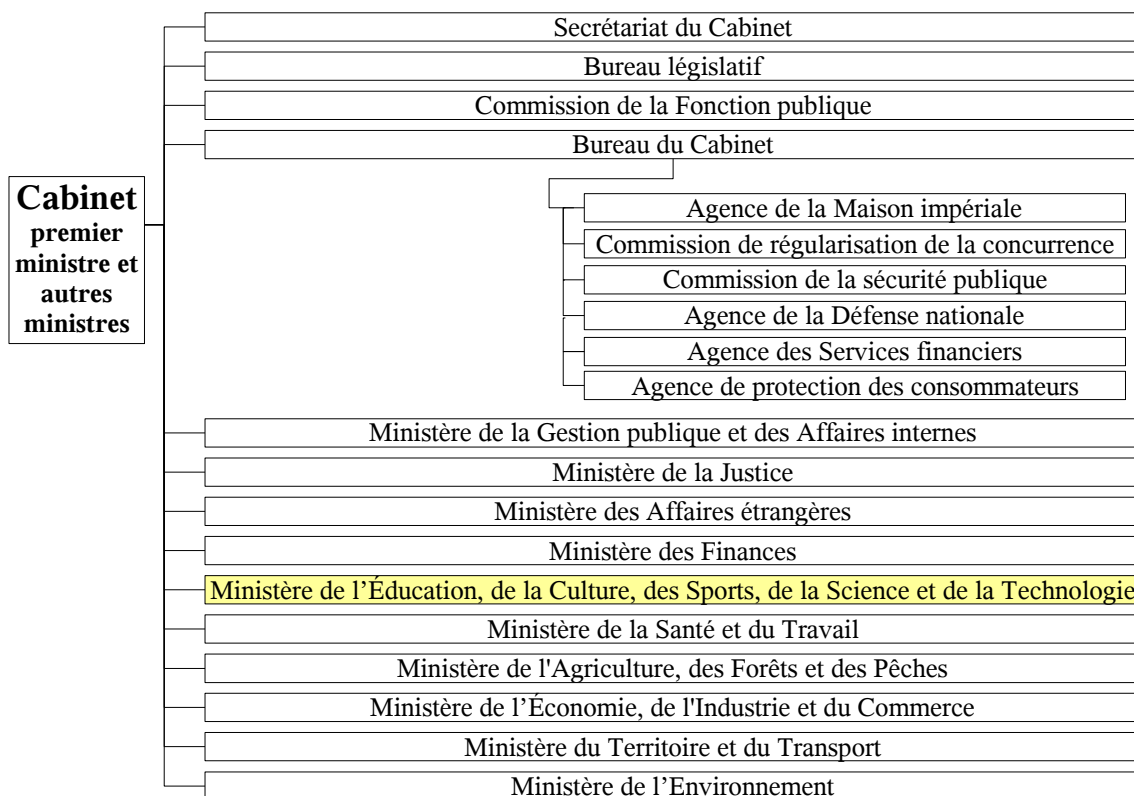 Secrétariat du Cabinet
Bureau législatif
Commission de la Fonction publique
Bureau du Cabinet
Cabinet
premier
ministre et
autres
ministres
Agence de la Maison impériale
Commission de régularisation de la concurrence
Commission de la sécurité publique
Agence de la Défense nationale
Agence des Services financiers
Agence de protection des consommateurs
Ministère de la Gestion publique et des Affaires internes
Ministère de la Justice
Ministère des Affaires étrangères
Ministère des Finances
Ministère de l’Éducation, de la Culture, des Sports, de la Science et de la Technologie
Ministère de la Santé et du Travail
Ministère de l'Agriculture, des Forêts et des Pêches
Ministère de l’Économie, de l'Industrie et du Commerce
Ministère du Territoire et du Transport
Ministère de l’Environnement